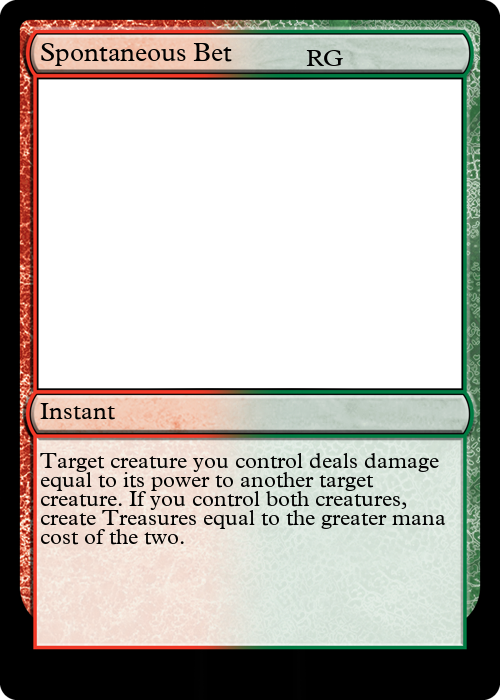 Spontaneous Bet RG
Instant
Target creature you control deals damage
equal to its power to another target
creature. If you control both creatures,
create Treasures equal to the greater mana
cost of the two.